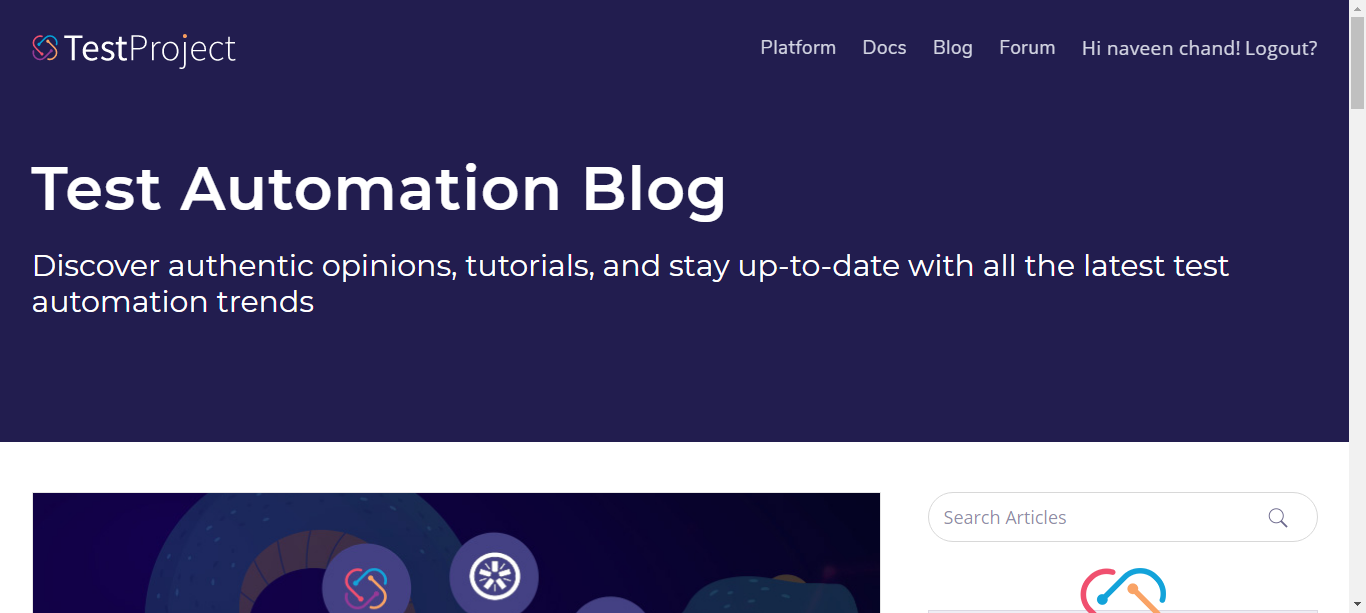 TestProject
Platform Docs Blog Forum Hi naveen chand! Logout?
Test Automation Blog
Discover authentic opinions, tutorials, and stay up-to-date with all the latest test
automation trends
Search Articles